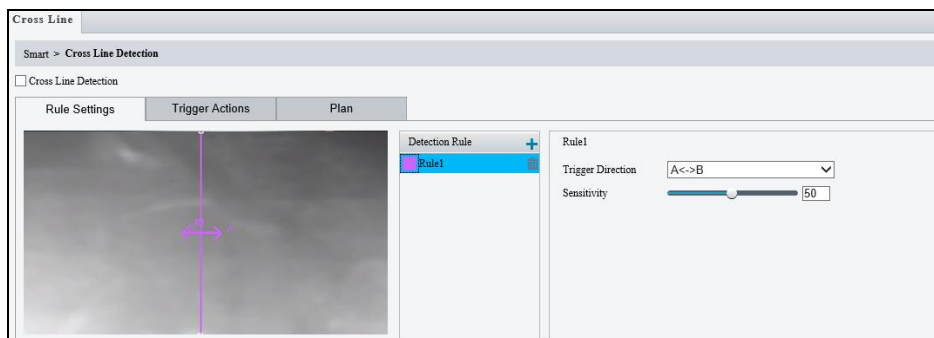 Cross Line
Smart > Cross Line Detection
Cross Line Detection
Rule Settings Trigger Actions Plan
Detection Rule +
Rule1
Rule1
Trigger Direction A<->B
Sensitivity 50
A